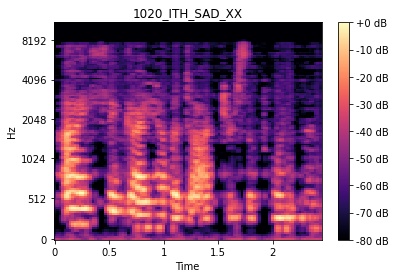 1020_ITH_SAD_XX
8192
4096
2048
1024
512
0
Hz
0 0.5 1 1.5 2
Time
+0 dB
-10 dB
-20 dB
-30 dB
-40 dB
-50 dB
-60 dB
-70 dB
-80 dB